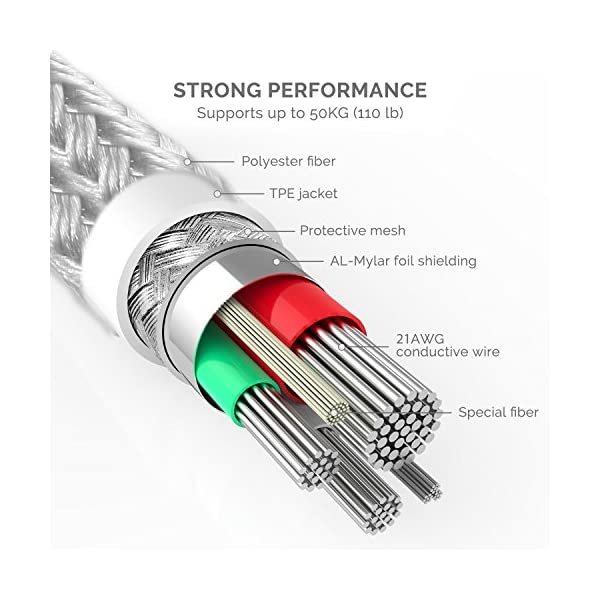 STRONG PERFORMANCE
Supports up to 50KG (110 lb)
Polyester fiber
TPE jacket
Protective mesh
AL-Mylar foil shielding
21AWG
conductive wire
Special fiber